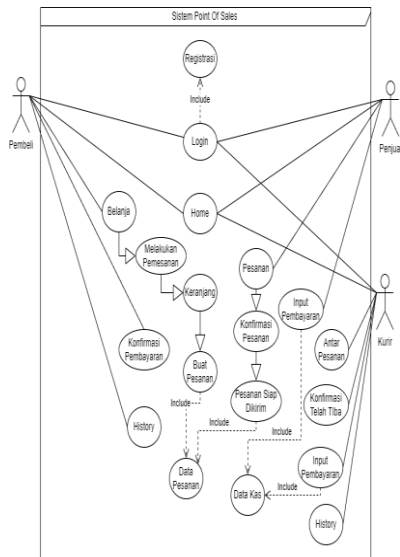 Sistem Point Of Sales
Registrasi
Include
Pembeli
Login
Penjual
Belanja
Home
Melakukan
Pemesanan
Pesanan
Keranjang
Input
Pembayaran
Kurir
Konfirmasi
Pesanan
Konfirmasi
Pembayaran
Antar
Pesanan
Buat
Pesanan
Pesanan Siap
Dikirim
Konfirmasi
Telah Tiba
Include
Include
History
Include
Input
Pembayaran
Data
Pesanan
Data Kas
Include
History